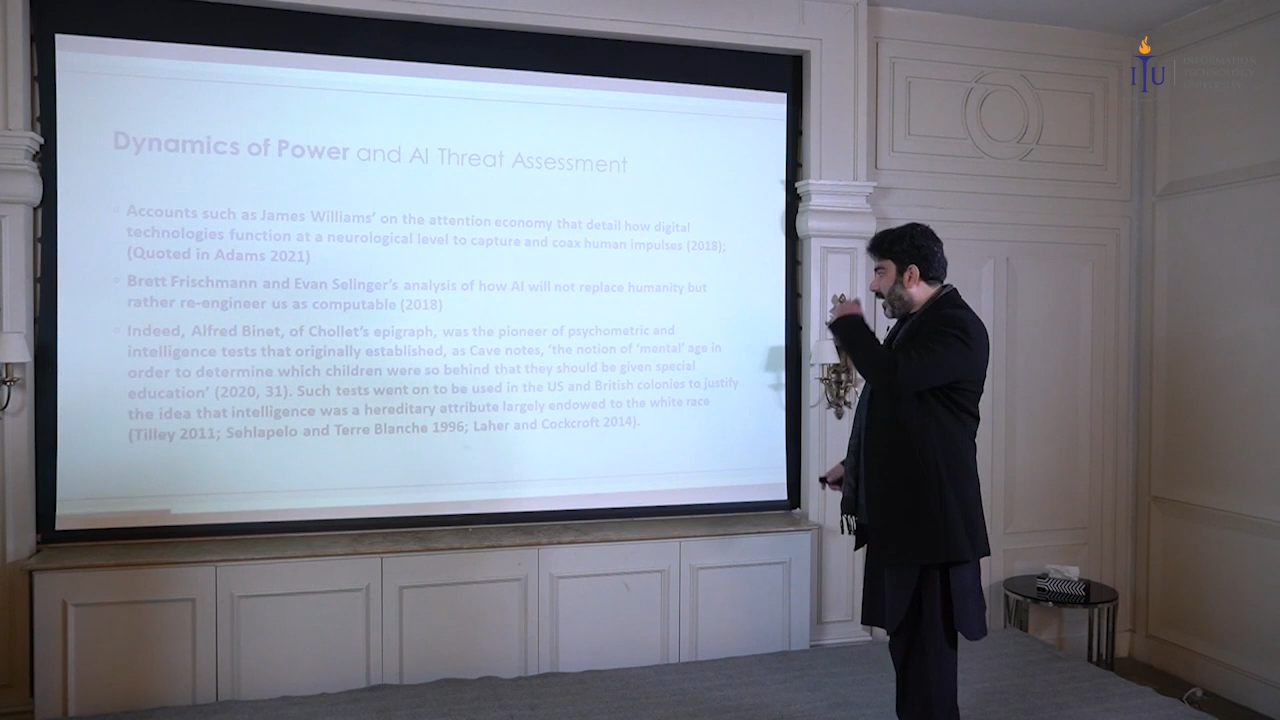 Dynamics of Power and AI Threat Assessment
Accounts such as James Williams' on the attention economy that detail how digital
technologies function at a neurological level to capture and coax human impulses (2018);
(Quoted in Adams 2021)
Brett Frischmann and Evan Selinger's analysis of how AI will not replace humanity but
rather re-engineer us as computable (2018)
Indeed, Alfred Binet, of Chollet's epigraph, was the pioneer of psychometric and
intelligence tests that originally established, as Cave notes, 'the notion of 'mental' age in
order to determine which children were so behind that they should be given special
education' (2020, 31). Such tests went on to be used in the US and British colonies to justify
the idea that intelligence was a hereditary attribute largely endowed to the white race
(Tilley 2011; Sehlapelo and Terre Blanche 1996; Laher and Cockcroft 2014).
ITU
INFORMATION
TECHNOLOGY
UNIVERSITY